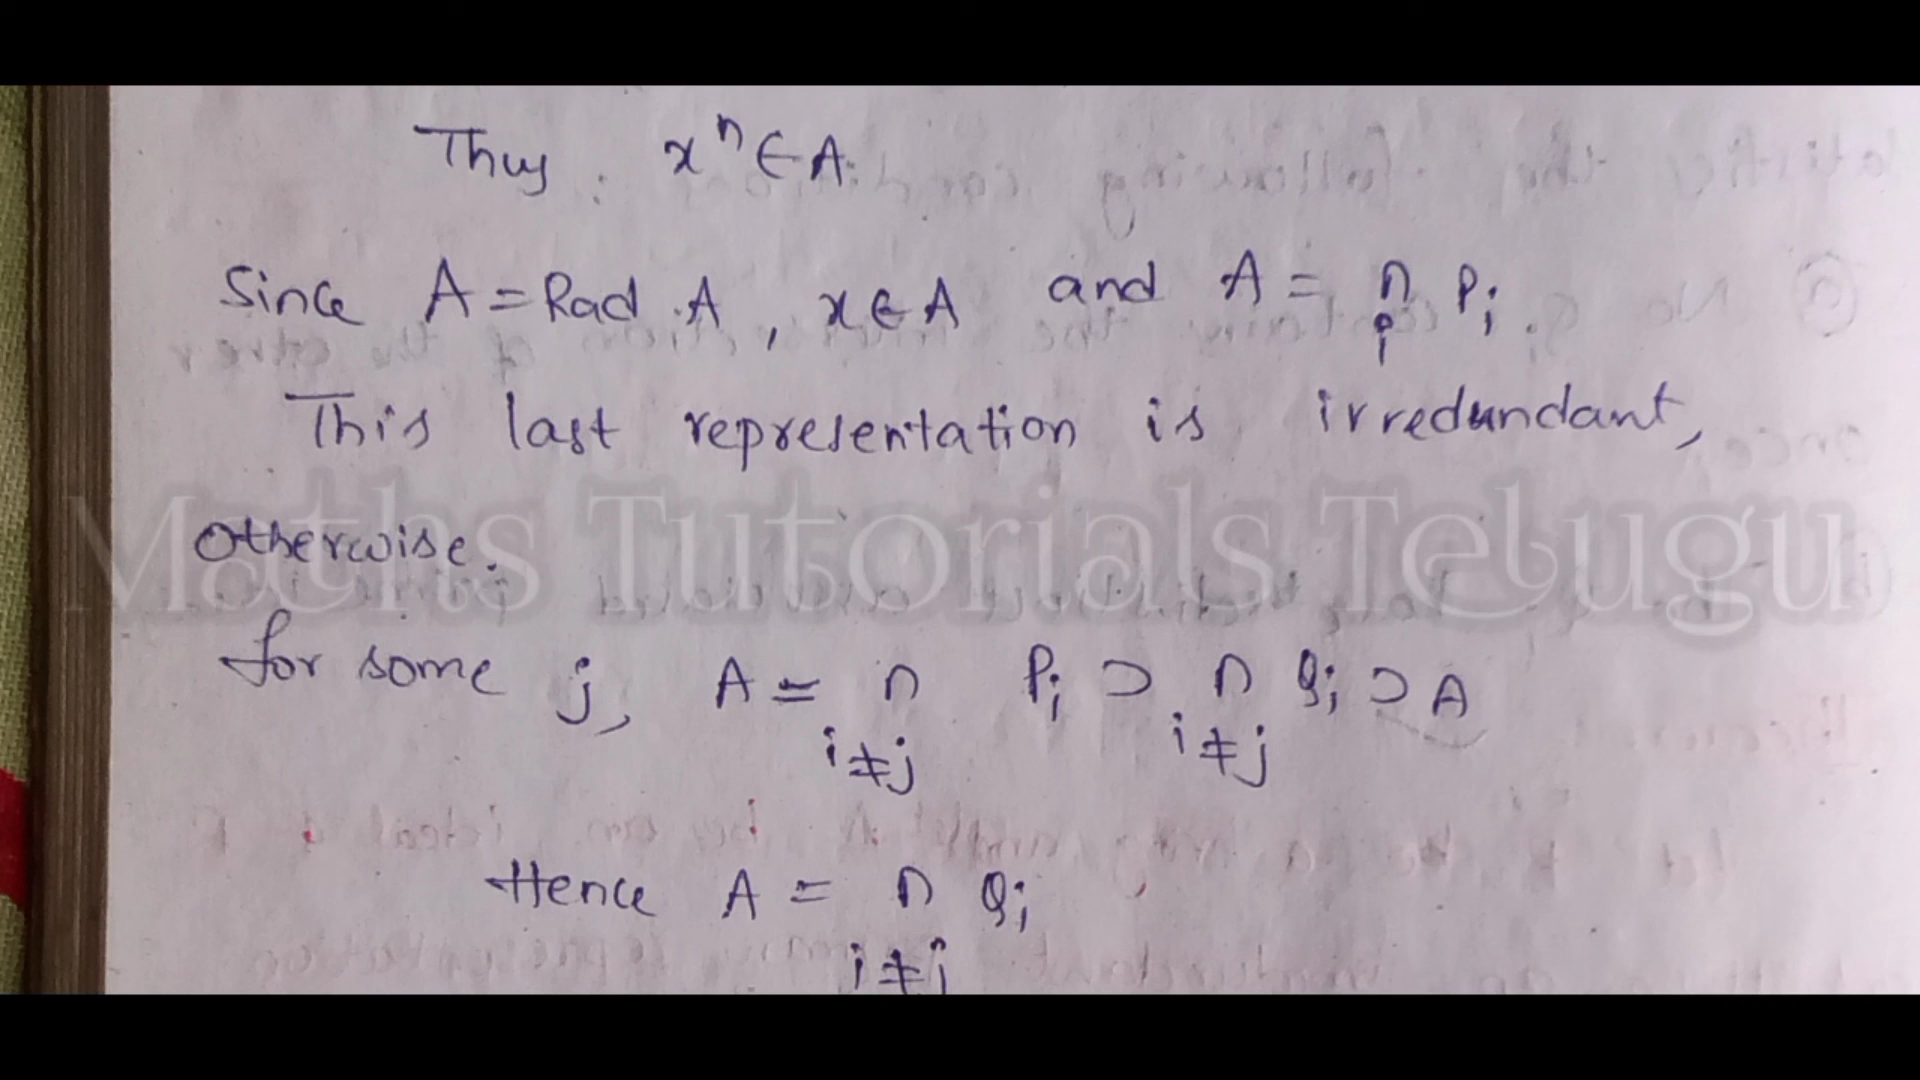 Thus x^n ∈ A
Since A = Rad A, x ∈ A and A = ∩_i P_i
This last representation is irredundant,
Otherwise.
for some j, A = ∩_{i≠j} P_i ⊃ ∩_{i≠j} Q_i ⊃ A
Hence A = ∩_{i≠j} Q_i
Maths Tutorials Telugu